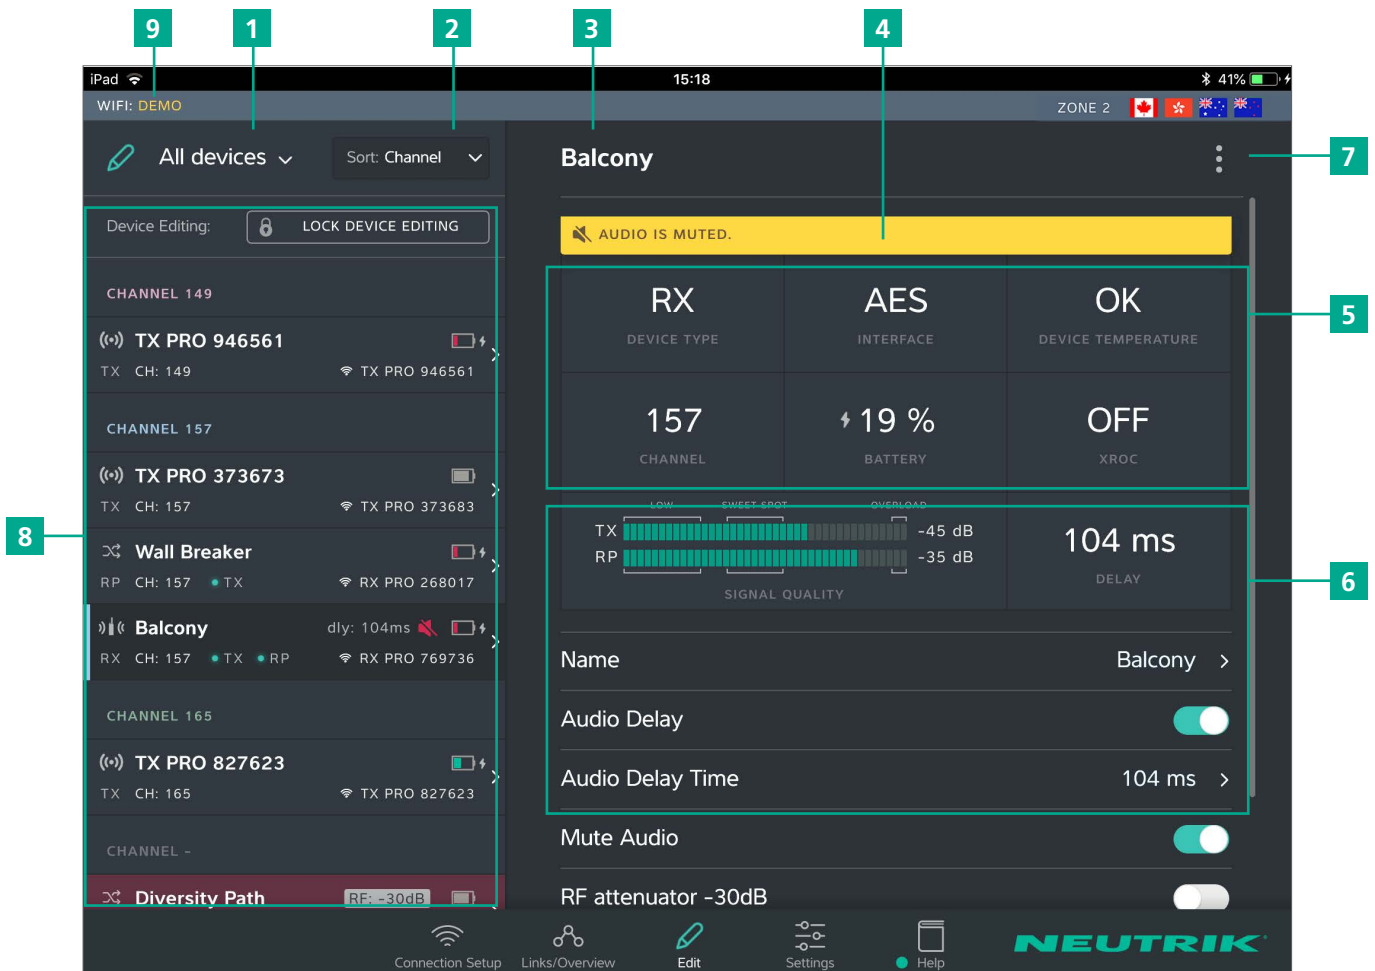 9
1
2
3
4
iPad
15:18
41%
WIFI: DEMO
ZONE 2
All devices
Sort: Channel
Balcony
7
Device Editing:
LOCK DEVICE EDITING
AUDIO IS MUTED.
CHANNEL 149
RX
AES
OK
5
DEVICE TYPE
INTERFACE
DEVICE TEMPERATURE
TX PRO 946561
TX CH: 149
TX PRO 946561
157
19 %
OFF
CHANNEL 157
CHANNEL
BATTERY
XROC
TX PRO 373673
TX CH: 157
TX PRO 373683
LOW
SWEET SPOT
OVERLOAD
8
TX
-45 dB
RP
-35 dB
104 ms
DELAY
6
SIGNAL QUALITY
Wall Breaker
RP CH: 157 TX
RX PRO 268017
Balcony
dly: 104ms
RX CH: 157 TX RP
RX PRO 769736
Name
Balcony
CHANNEL 165
Audio Delay
TX PRO 827623
TX CH: 165
TX PRO 827623
Audio Delay Time
104 ms
CHANNEL -
Mute Audio
Diversity Path
RF: -30dB
RF attenuator -30dB
Connection Setup
Links/Overview
Edit
Settings
Help
NEUTRIK